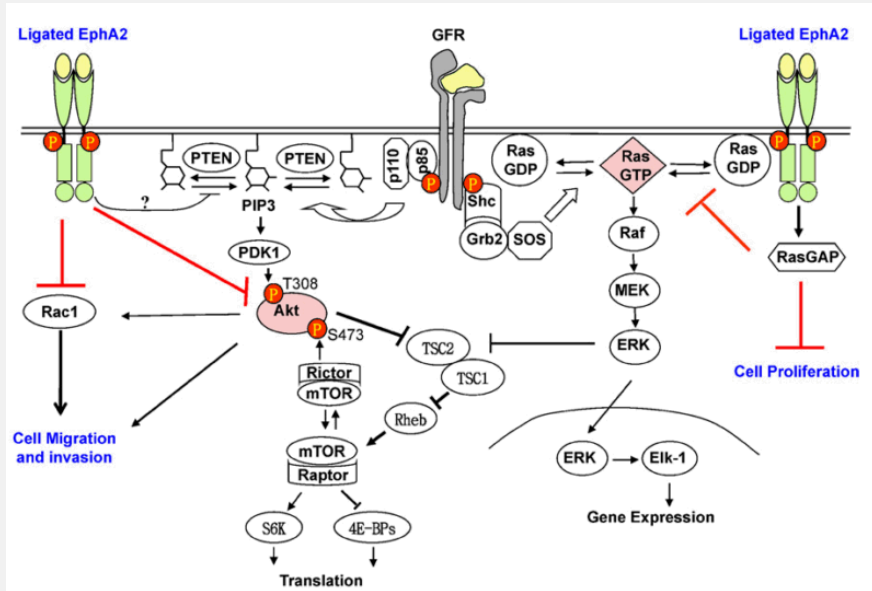 Ligated EphA2
GFR
Ligated EphA2
P
P
PTEN
PTEN
p110
p85
P
P
Ras
GDP
Ras
GTP
Ras
GDP
P
P
?
PIP3
Shc
Grb2
SOS
Raf
RasGAP
PDK1
MEK
Rac1
P
T308
Akt
P
S473
TSC2
TSC1
ERK
Cell Proliferation
Rictor
mTOR
Rheb
Cell Migration
and invasion
mTOR
Raptor
ERK
Elk-1
S6K
4E-BPs
Gene Expression
Translation